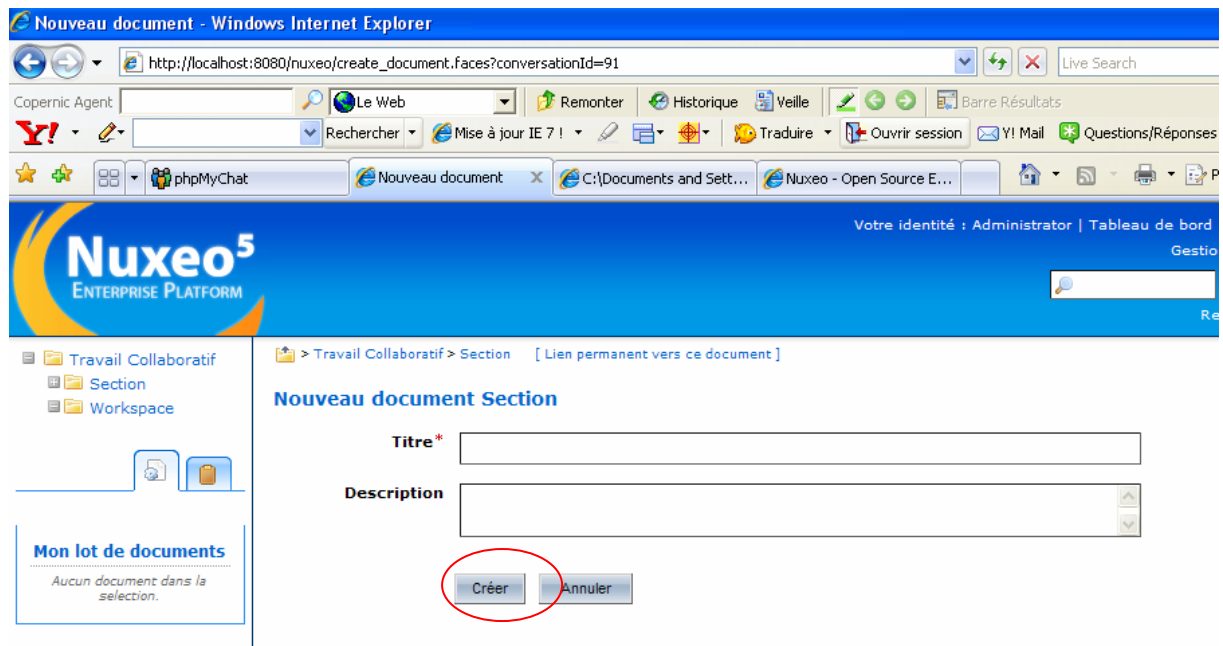 Nouveau document - Windows Internet Explorer
http://localhost:8080/nuxeo/create_document.faces?conversationId=91
Live Search
Copernic Agent
Le Web
Remonter
Historique
Veille
Barre Résultats
Y!
Rechercher
Mise à jour IE 7 !
Traduire
Ouvrir session
Y! Mail
Questions/Réponses
phpMyChat
Nouveau document
C:\Documents and Sett...
Nuxeo - Open Source E...
P
Votre identité : Administrator | Tableau de bord
Gestio
Nuxeo5
ENTERPRISE PLATFORM
Re
Travail Collaboratif
Section
Workspace
> Travail Collaboratif > Section [ Lien permanent vers ce document ]
Nouveau document Section
Titre*
Description
Mon lot de documents
Aucun document dans la
selection.
Créer Annuler